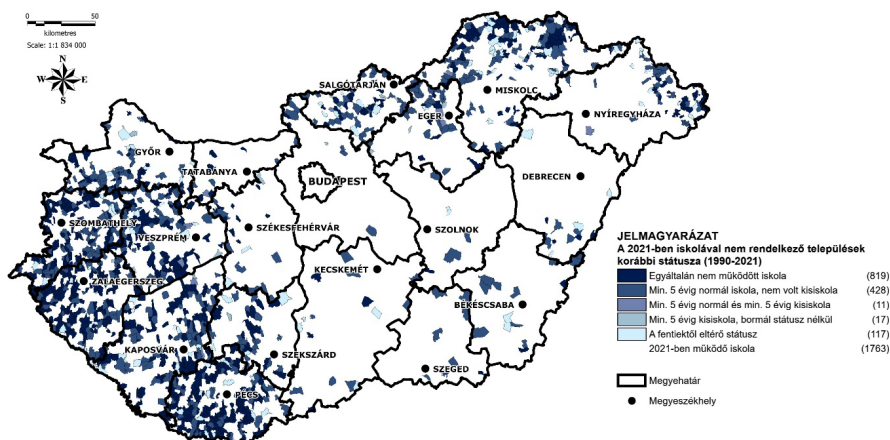 0 50
kilometres
Scale: 1:1 834 000
N
W E
S
SALGÓTARJÁN
MISKOLC
EGER
NYÍREGYHÁZA
GYŐR
TATABÁNYA
BUDAPEST
DEBRECEN
SZOMBATHELY
VESZPRÉM
SZÉKESFEHÉRVÁR
SZOLNOK
KECSKEMÉT
ZALAEGERSZEG
BÉKÉSCSABA
KAPOSVÁR
SZEKSZÁRD
SZEGED
PÉCS
JELMAGYARÁZAT
A 2021-ben iskolával nem rendelkező települések
korábbi státusza (1990-2021)
Egyáltalán nem működött iskola (819)
Min. 5 évig normál iskola, nem volt kisiskola (428)
Min. 5 évig normál és min. 5 évig kisiskola (11)
Min. 5 évig kisiskola, bormál státusz nélkül (17)
A fentiektől eltérő státusz (117)
2021-ben működő iskola (1763)
Megyehatár
Megyeszékhely